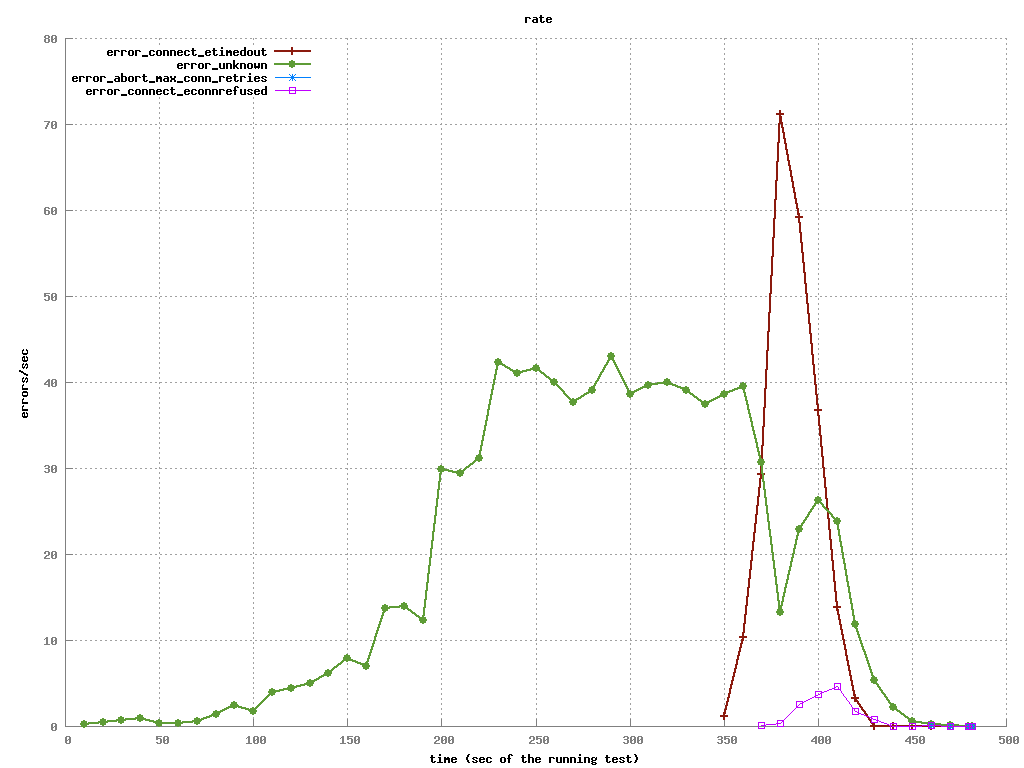 rate
80
error_connect_etimedout
error_unknown
error_abort_max_conn_retries
error_connect_econnrefused
70
60
50
errors/sec
40
30
20
10
0
0 50 100 150 200 250 300 350 400 450 500
time (sec of the running test)